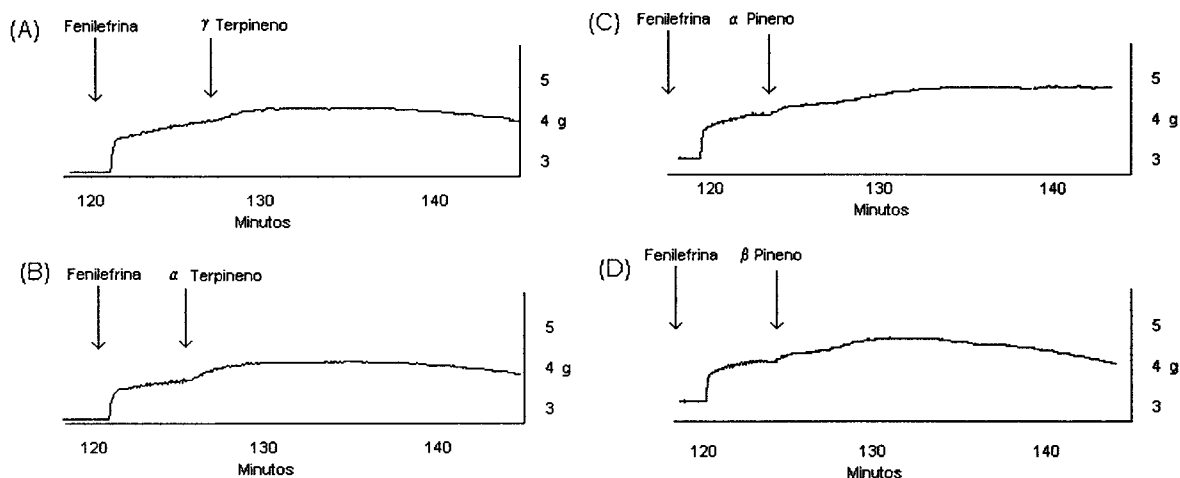 (A)
Fenilefrina
γ Terpineno
5
4 g
3
120
130
140
Minutos
(B)
Fenilefrina
α Terpineno
5
4 g
3
120
130
140
Minutos
(C)
Fenilefrina
α Pineno
5
4 g
3
120
130
140
Minutos
(D)
Fenilefrina
β Pineno
5
4 g
3
120
130
140
Minutos